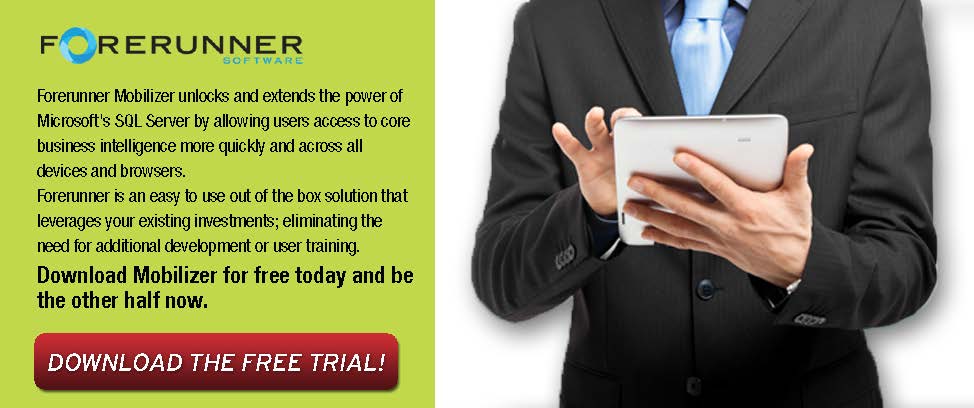 FORERUNNER
SOFTWARE
Forerunner Mobilizer unlocks and extends the power of
Microsoft's SQL Server by allowing users access to core
business intelligence more quickly and across all
devices and browsers.
Forerunner is an easy to use out of the box solution that
leverages your existing investments; eliminating the
need for additional development or user training.
Download Mobilizer for free today and be
the other half now.
DOWNLOAD THE FREE TRIAL!